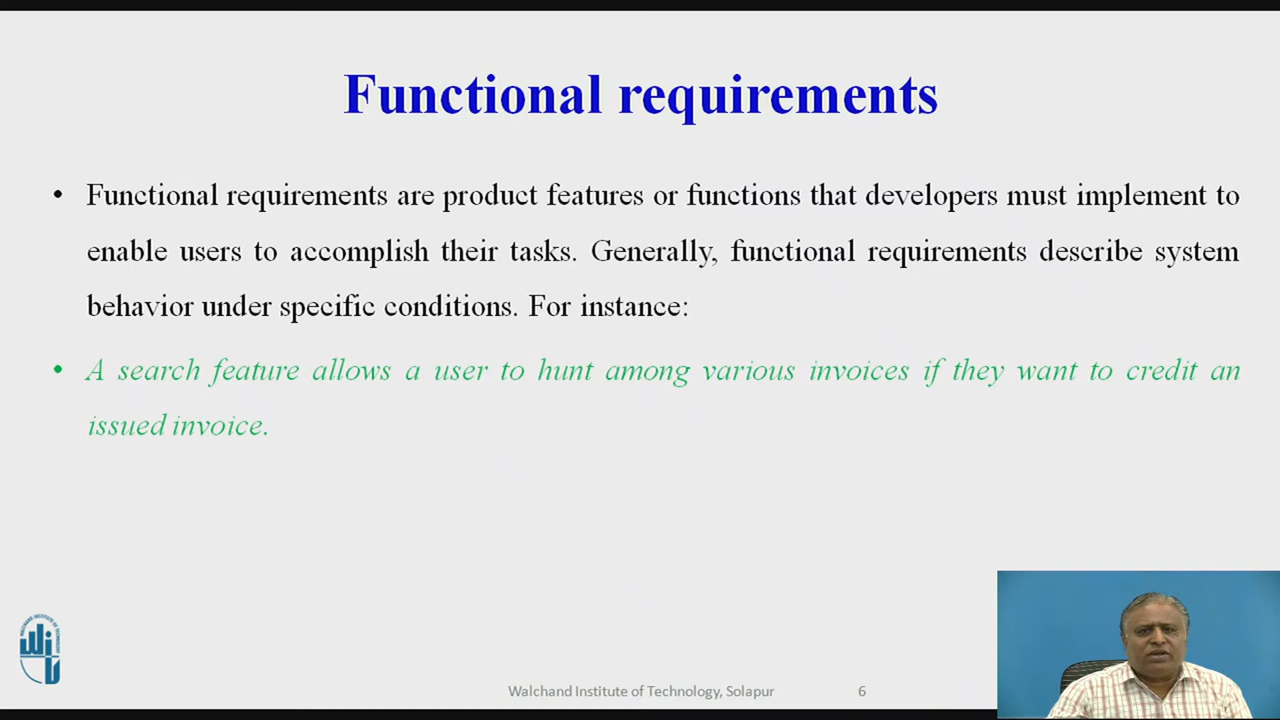 Functional requirements
• Functional requirements are product features or functions that developers must implement to
enable users to accomplish their tasks. Generally, functional requirements describe system
behavior under specific conditions. For instance:
• A search feature allows a user to hunt among various invoices if they want to credit an
issued invoice.
Walchand Institute of Technology, Solapur 6